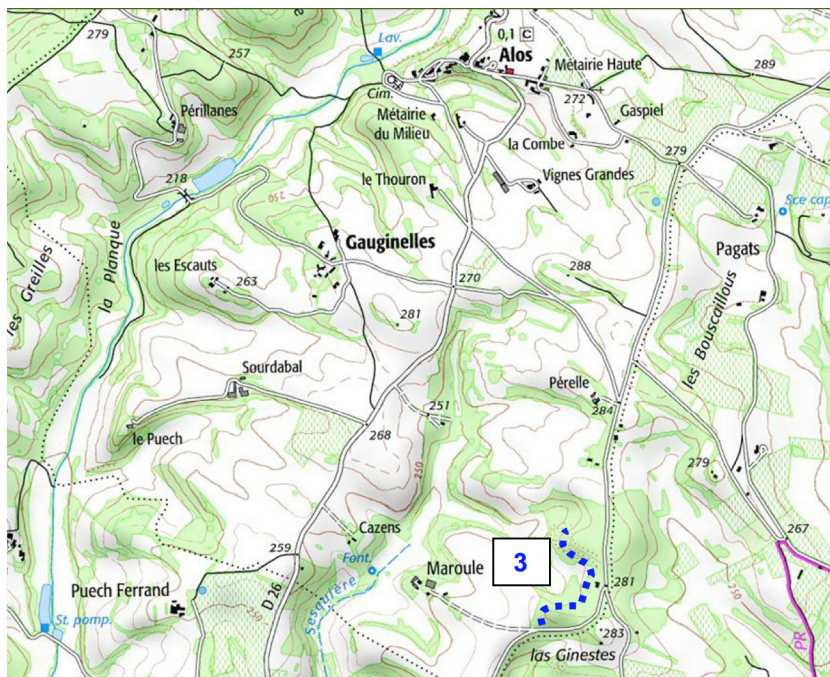 279
257
Lav.
0,1 C
Alos
Métairie Haute
289
Cim.
272
Périllanes
Métairie
du Milieu
Gaspiel
la Combe
279
218
le Thouron
Vignes Grandes
250
Sce cap
Gauginelles
Pagats
les Greilles
la Planque
les Escauts
263
270
288
281
les Bouscaillous
Sourdabal
Pérelle
284
251
le Puech
268
250
279
Cazens
267
259
Font.
Maroule
3
281
Puech Ferrand
D 26
Sesquière
St. pomp.
250
283
las Ginestes
PR